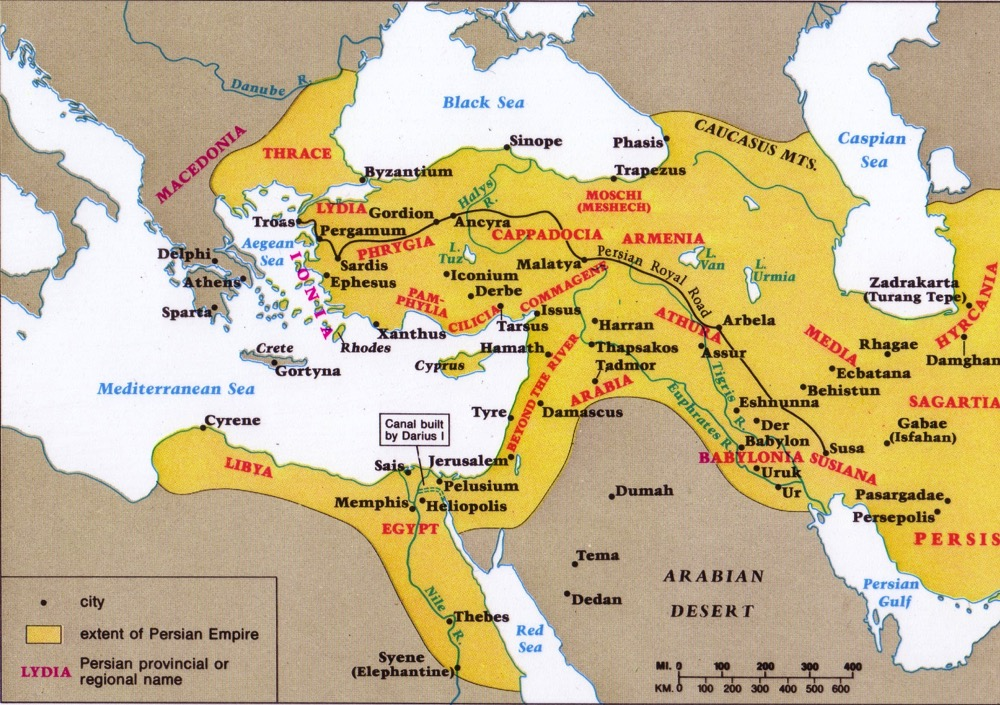 Danube R.
Black Sea
Caspian
Sea
MACEDONIA
THRACE
Byzantium
Sinope
Phasis
CAUCASUS MTS.
Trapezus
Halys
R.
MOSCHI
(MESHECH)
Troas
LYDIA
Gordion
Ancyra
Pergamum
PHRYGIA
CAPPADOCIA
ARMENIA
Aegean
Sea
Delphi
Athens
Sparta
IONIA
Sardis
Ephesus
L.
Tuz
Iconium
Derbe
Malatya
Persian Royal Road
L.
Van
L.
Urmia
PAM-
PHYLIA
CILICIA
COMMAGENE
Issus
Tarsus
Xanthus
Rhodes
Crete
Gortyna
Cyprus
Hamath
Harran
Thapsakos
Tadmor
ATHURA
Arbela
Assur
MEDIA
Zadrakarta
(Turang Tepe)
HYRCANIA
Damghan
Rhagae
Ecbatana
Behistun
SAGARTIA
Gabae
(Isfahan)
Mediterranean Sea
Cyrene
LIBYA
Canal built
by Darius I
Tyre
Damascus
BEYOND THE RIVER
ARABIA
Euphrates R.
Tigris
R.
Eshnunna
Der
Babylon
BABYLONIA
SUSIANA
Susa
Uruk
Ur
Sais
Jerusalem
Pelusium
Memphis
Heliopolis
EGYPT
Dumah
Pasargadae
Persepolis
PERSIS
Tema
Dedan
ARABIAN
DESERT
Persian
Gulf
Nile
R.
Thebes
Red
Sea
Syene
(Elephantine)
city
extent of Persian Empire
LYDIA
Persian provincial or
regional name
MI. 0 100 200 300 400
KM. 0 100 200 300 400 500 600